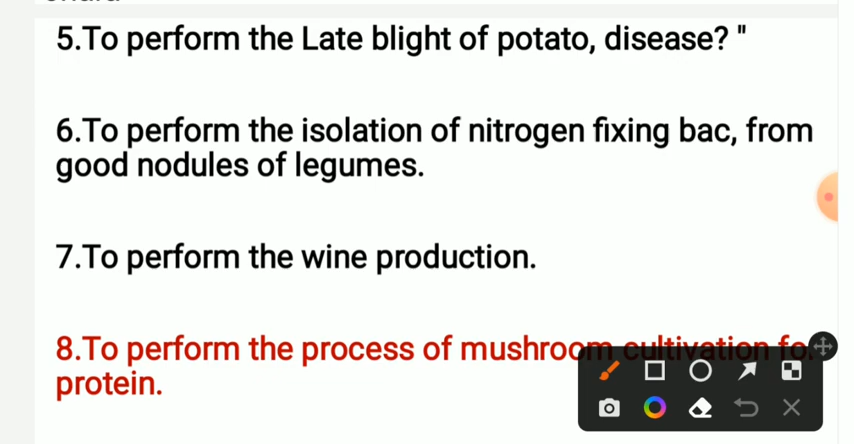 5.To perform the Late blight of potato, disease? "
6.To perform the isolation of nitrogen fixing bac, from
good nodules of legumes.
7.To perform the wine production.
8.To perform the process of mushroom cultivation for
protein.